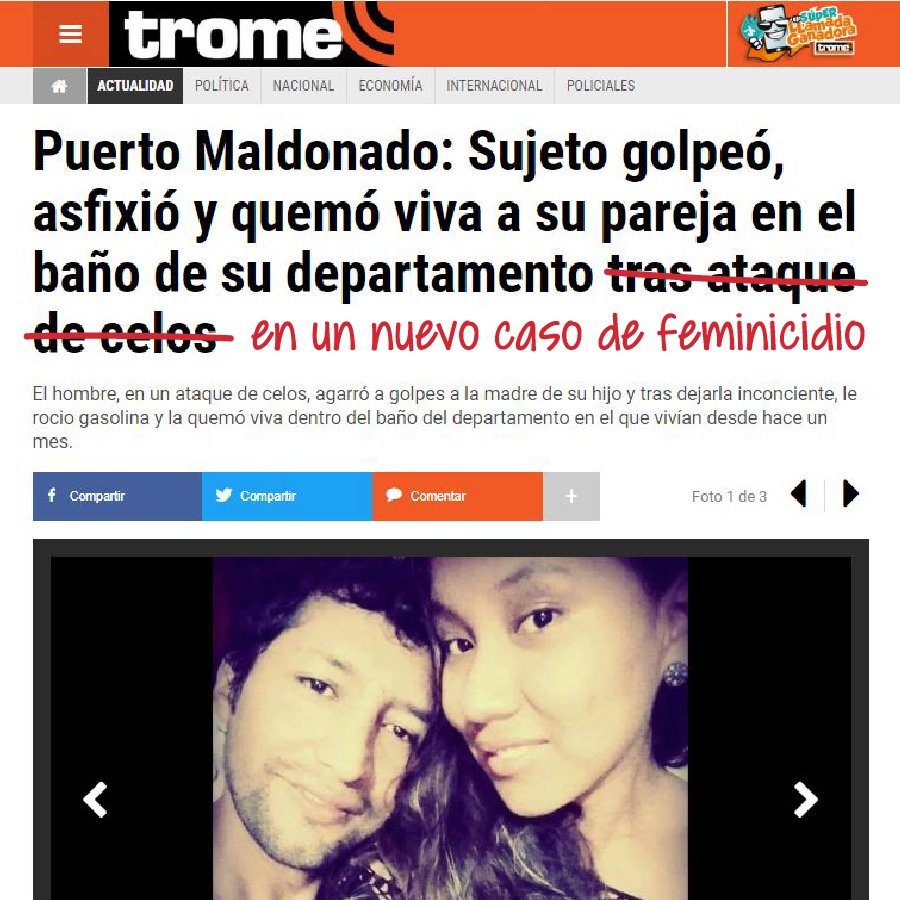 trome
SÚPER
LLAMADA
GANADORA
trome
ACTUALIDAD POLÍTICA NACIONAL ECONOMÍA INTERNACIONAL POLICIALES
Puerto Maldonado: Sujeto golpeó,
asfixió y quemó viva a su pareja en el
baño de su departamento tras ataque
de celos en un nuevo caso de feminicidio
El hombre, en un ataque de celos, agarró a golpes a la madre de su hijo y tras dejarla inconciente, le
rocio gasolina y la quemó viva dentro del baño del departamento en el que vivían desde hace un
mes.
f Compartir Compartir Comentar + Foto 1 de 3